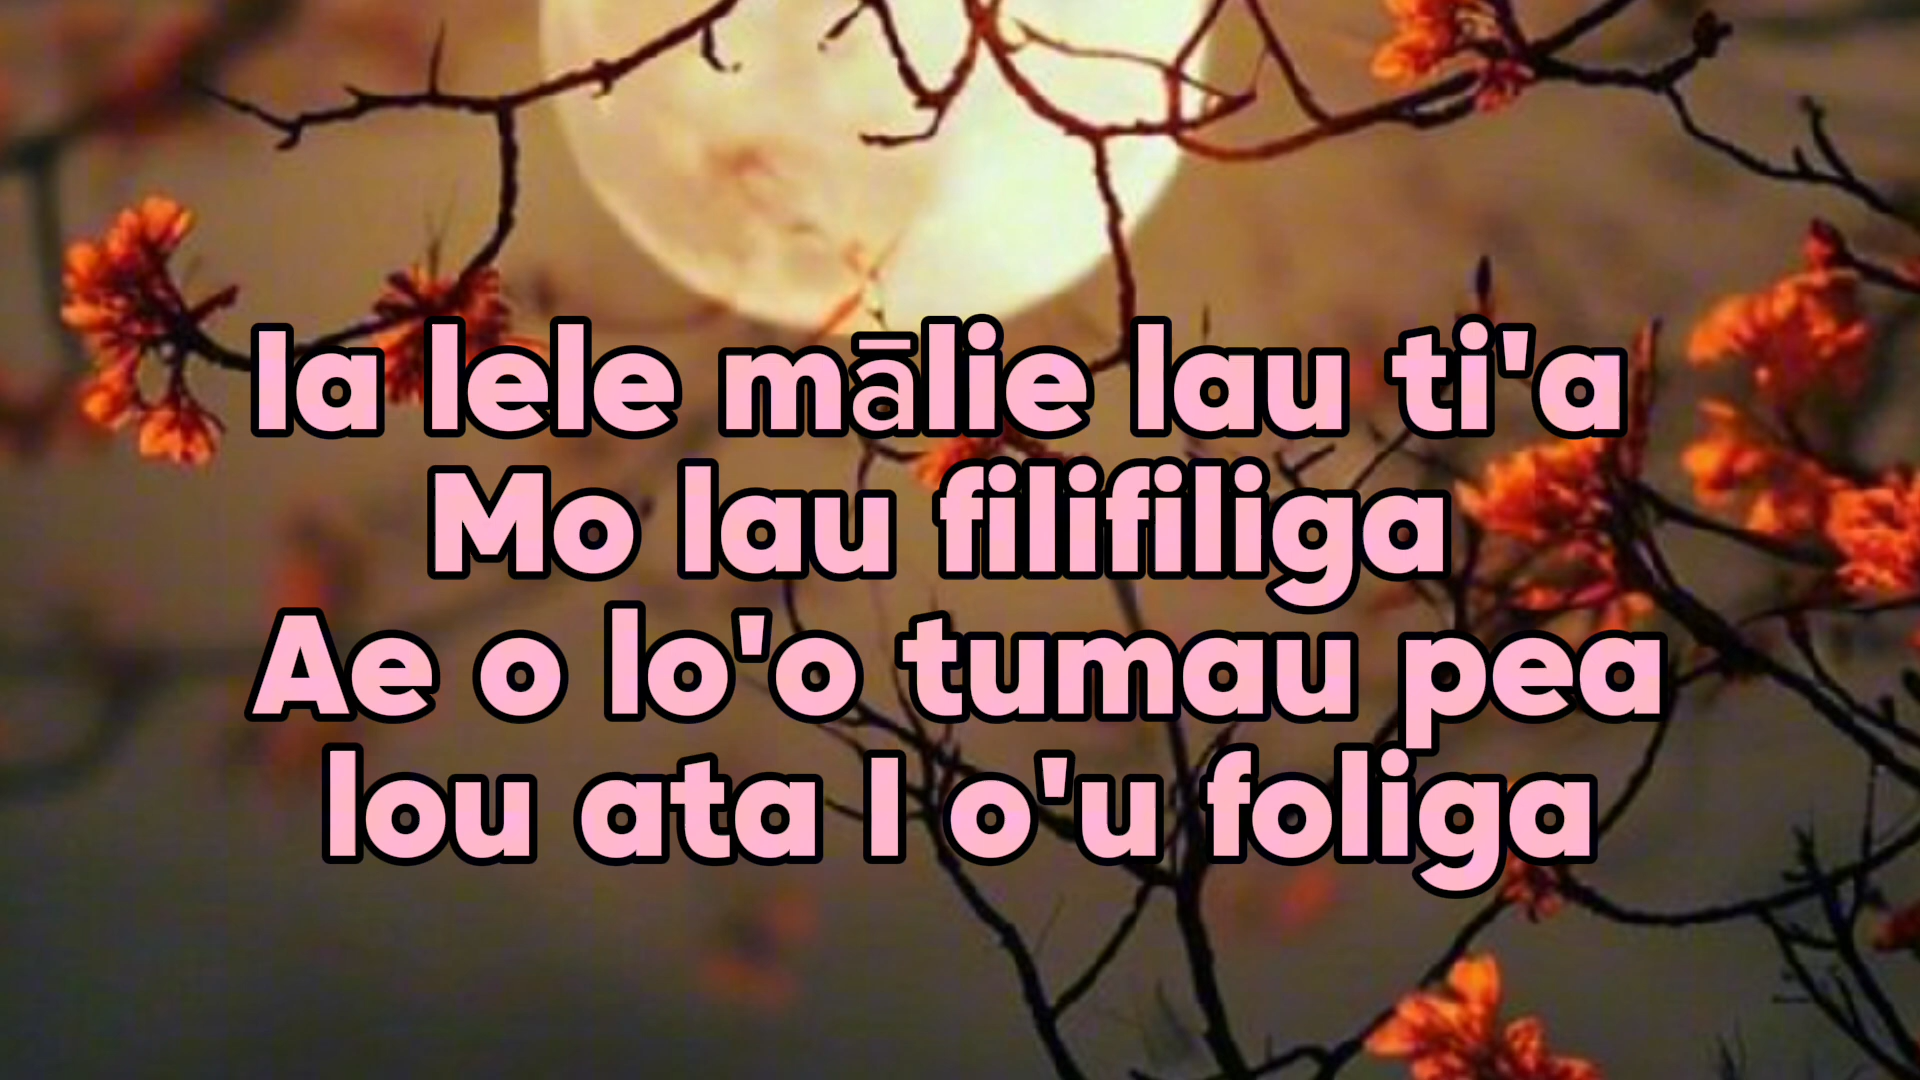 Ia lele mālie lau ti'a
Mo lau filifiliga
Ae o lo'o tumau pea
lou ata I o'u foliga